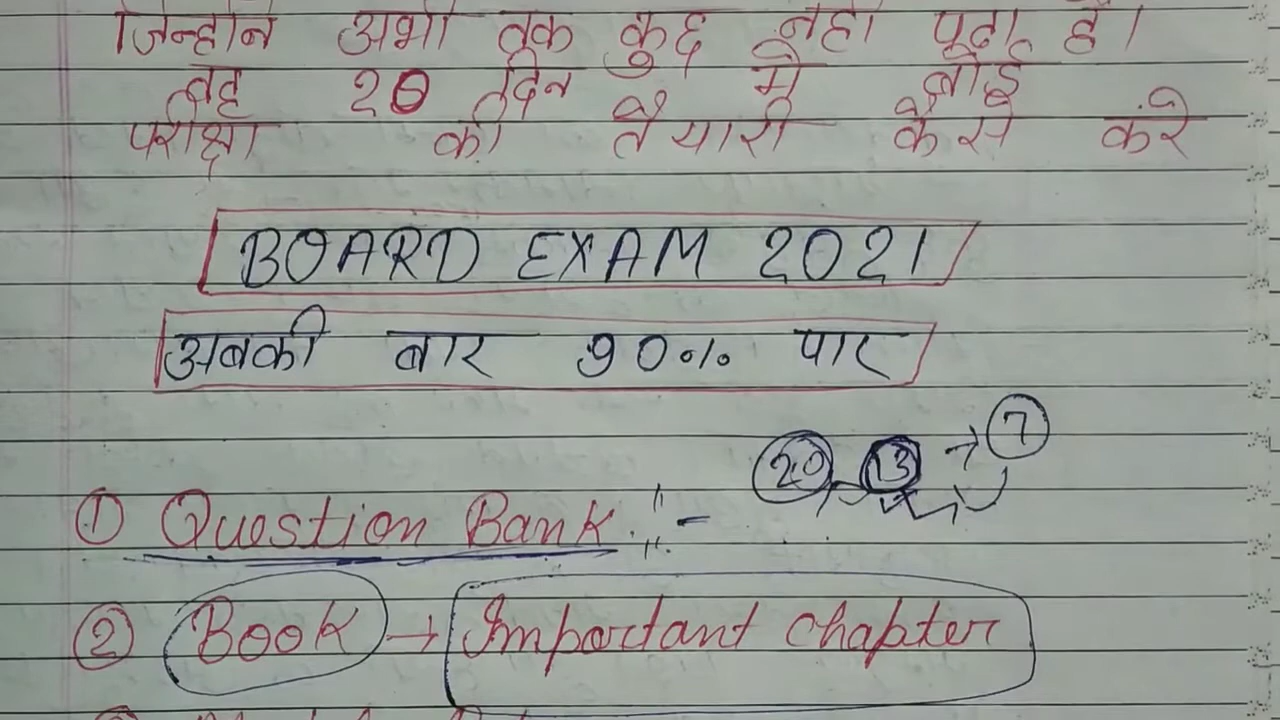 जिन्होने अभी तक कुछ नहीं पढ़ा है।
वह 20 दिन में बोर्ड
परीक्षा की तैयारी कैसे करे
BOARD EXAM 2021
अबकी बार 90% पार
20 13 → 7
① Question Bank :-
② Book → Important chapter